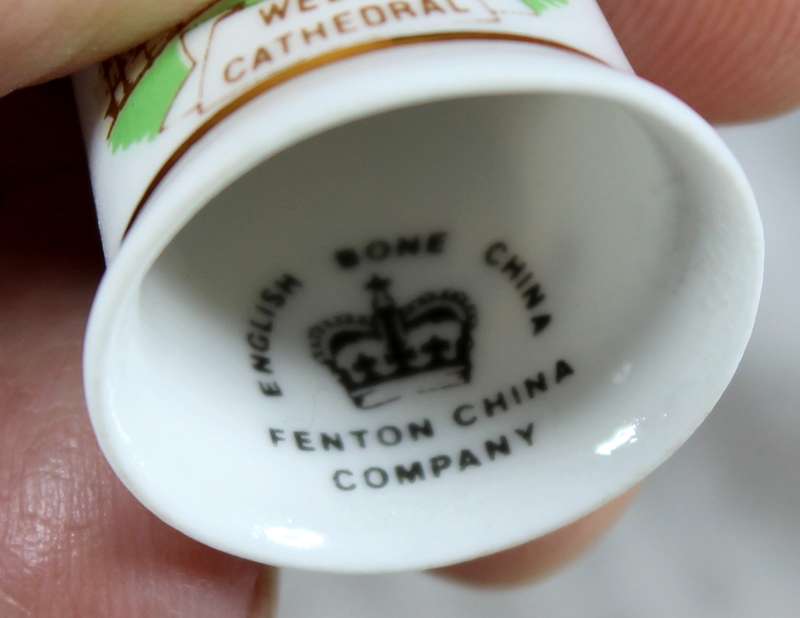 CATHEDRAL
ENGLISH BONE CHINA
FENTON CHINA
COMPANY